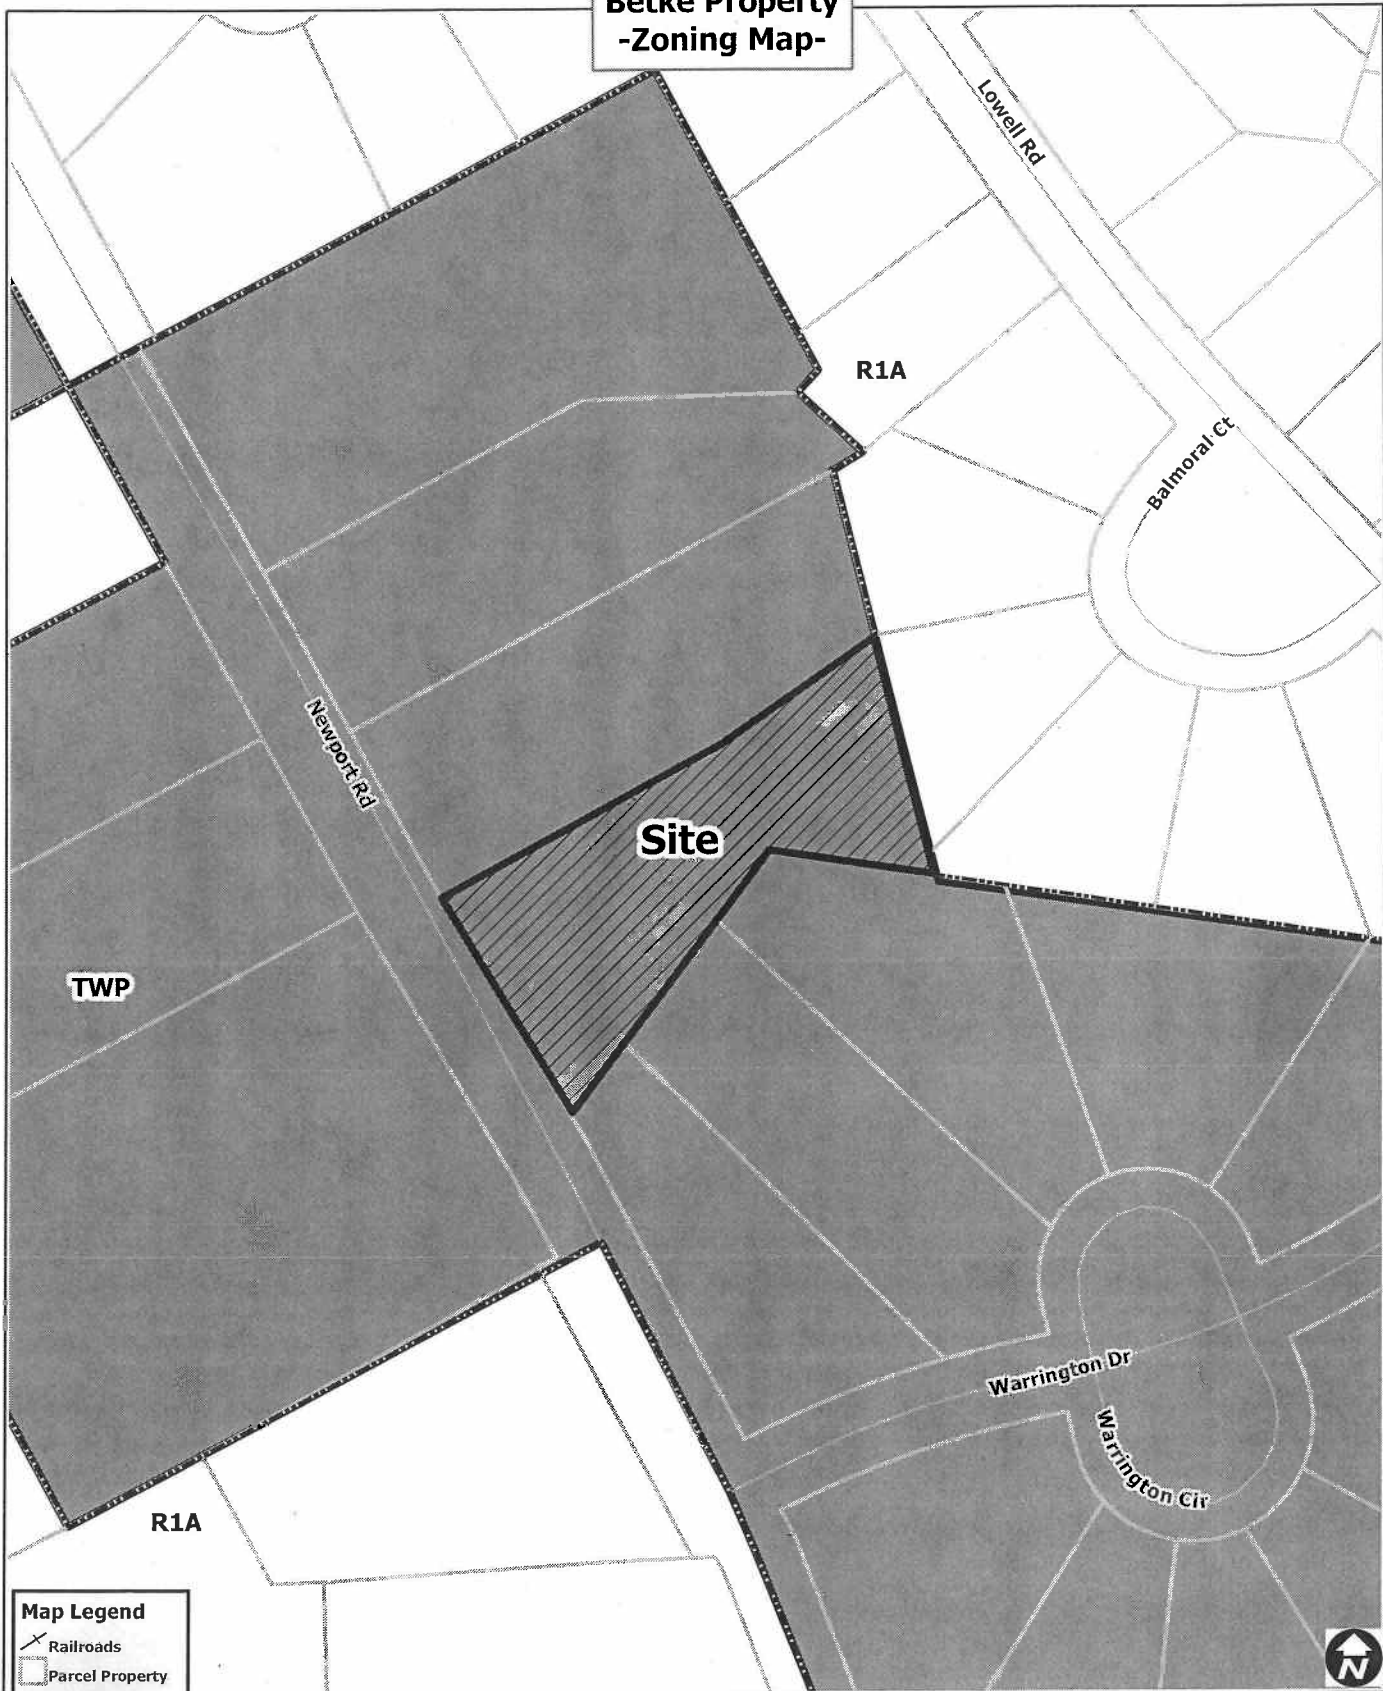 Betke Property
-Zoning Map-
Lowell Rd
R1A
Balmoral Ct
Newport Rd
Site
TWP
Warrington Dr
Warrington Cir
R1A
Map Legend
Railroads
Parcel Property
N